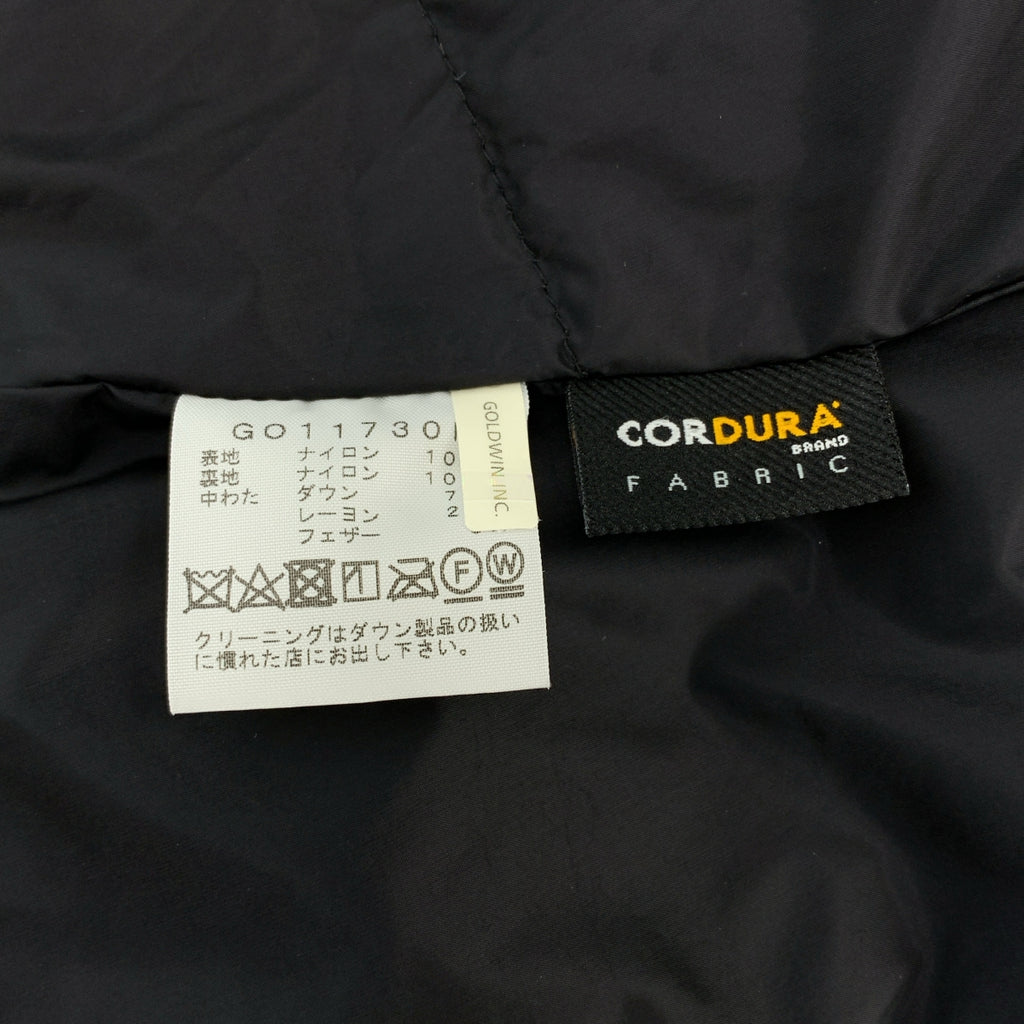 GO11730
表地 ナイロン 10
裏地 ナイロン 10
中わた ダウン 7
レーヨン 2
フェザー
F W
クリーニングはダウン製品の扱い
に慣れた店にお出し下さい。
GOLDWIN INC.
CORDURA
BRAND
FABRIC